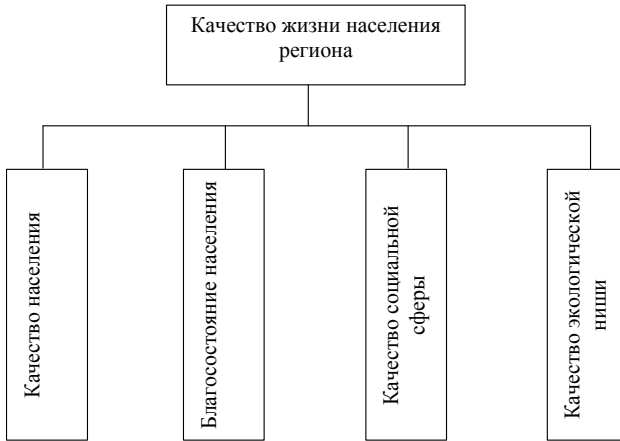 Качество жизни населения
региона
Качество населения
Благосостояние населения
Качество социальной
сферы
Качество экологической
ниши